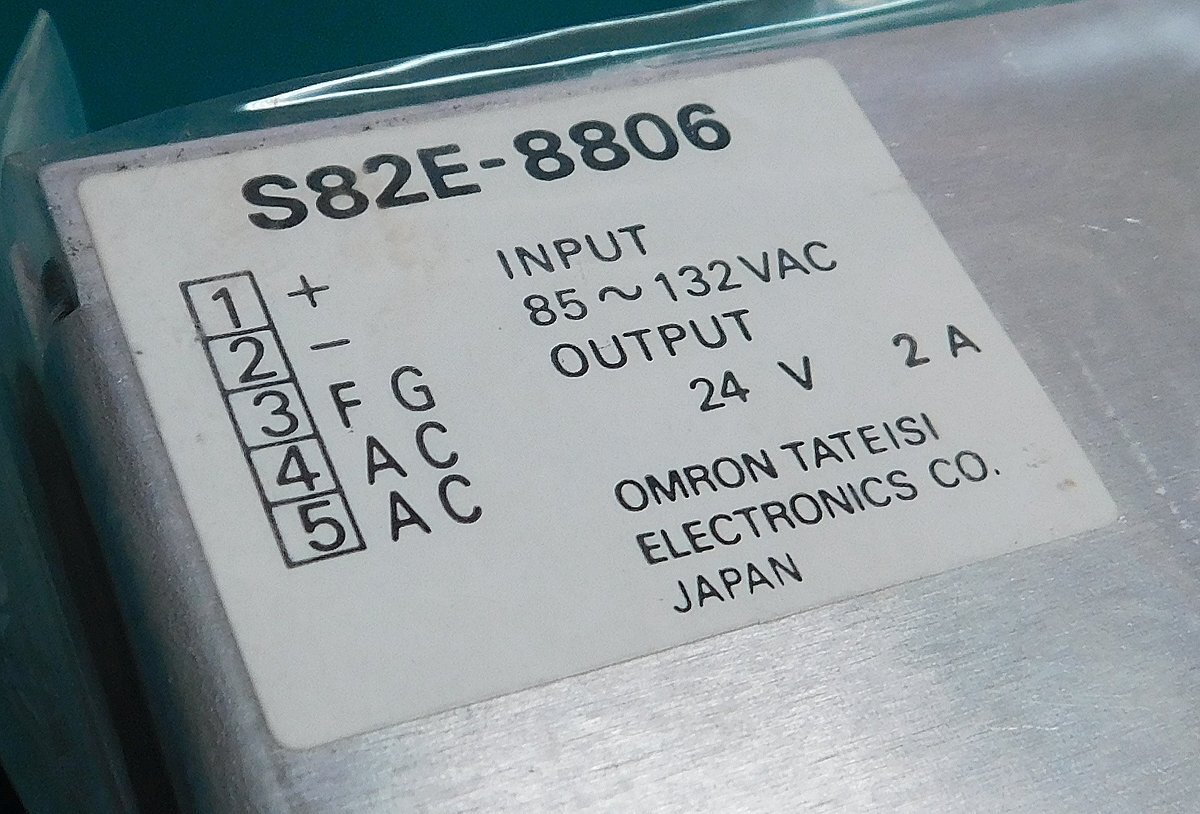 S82E-8806
1 +
2 −
3 F G
4 A C
5 A C
INPUT
85~132VAC
OUTPUT
24 V 2 A
OMRON TATEISI
ELECTRONICS CO.
JAPAN